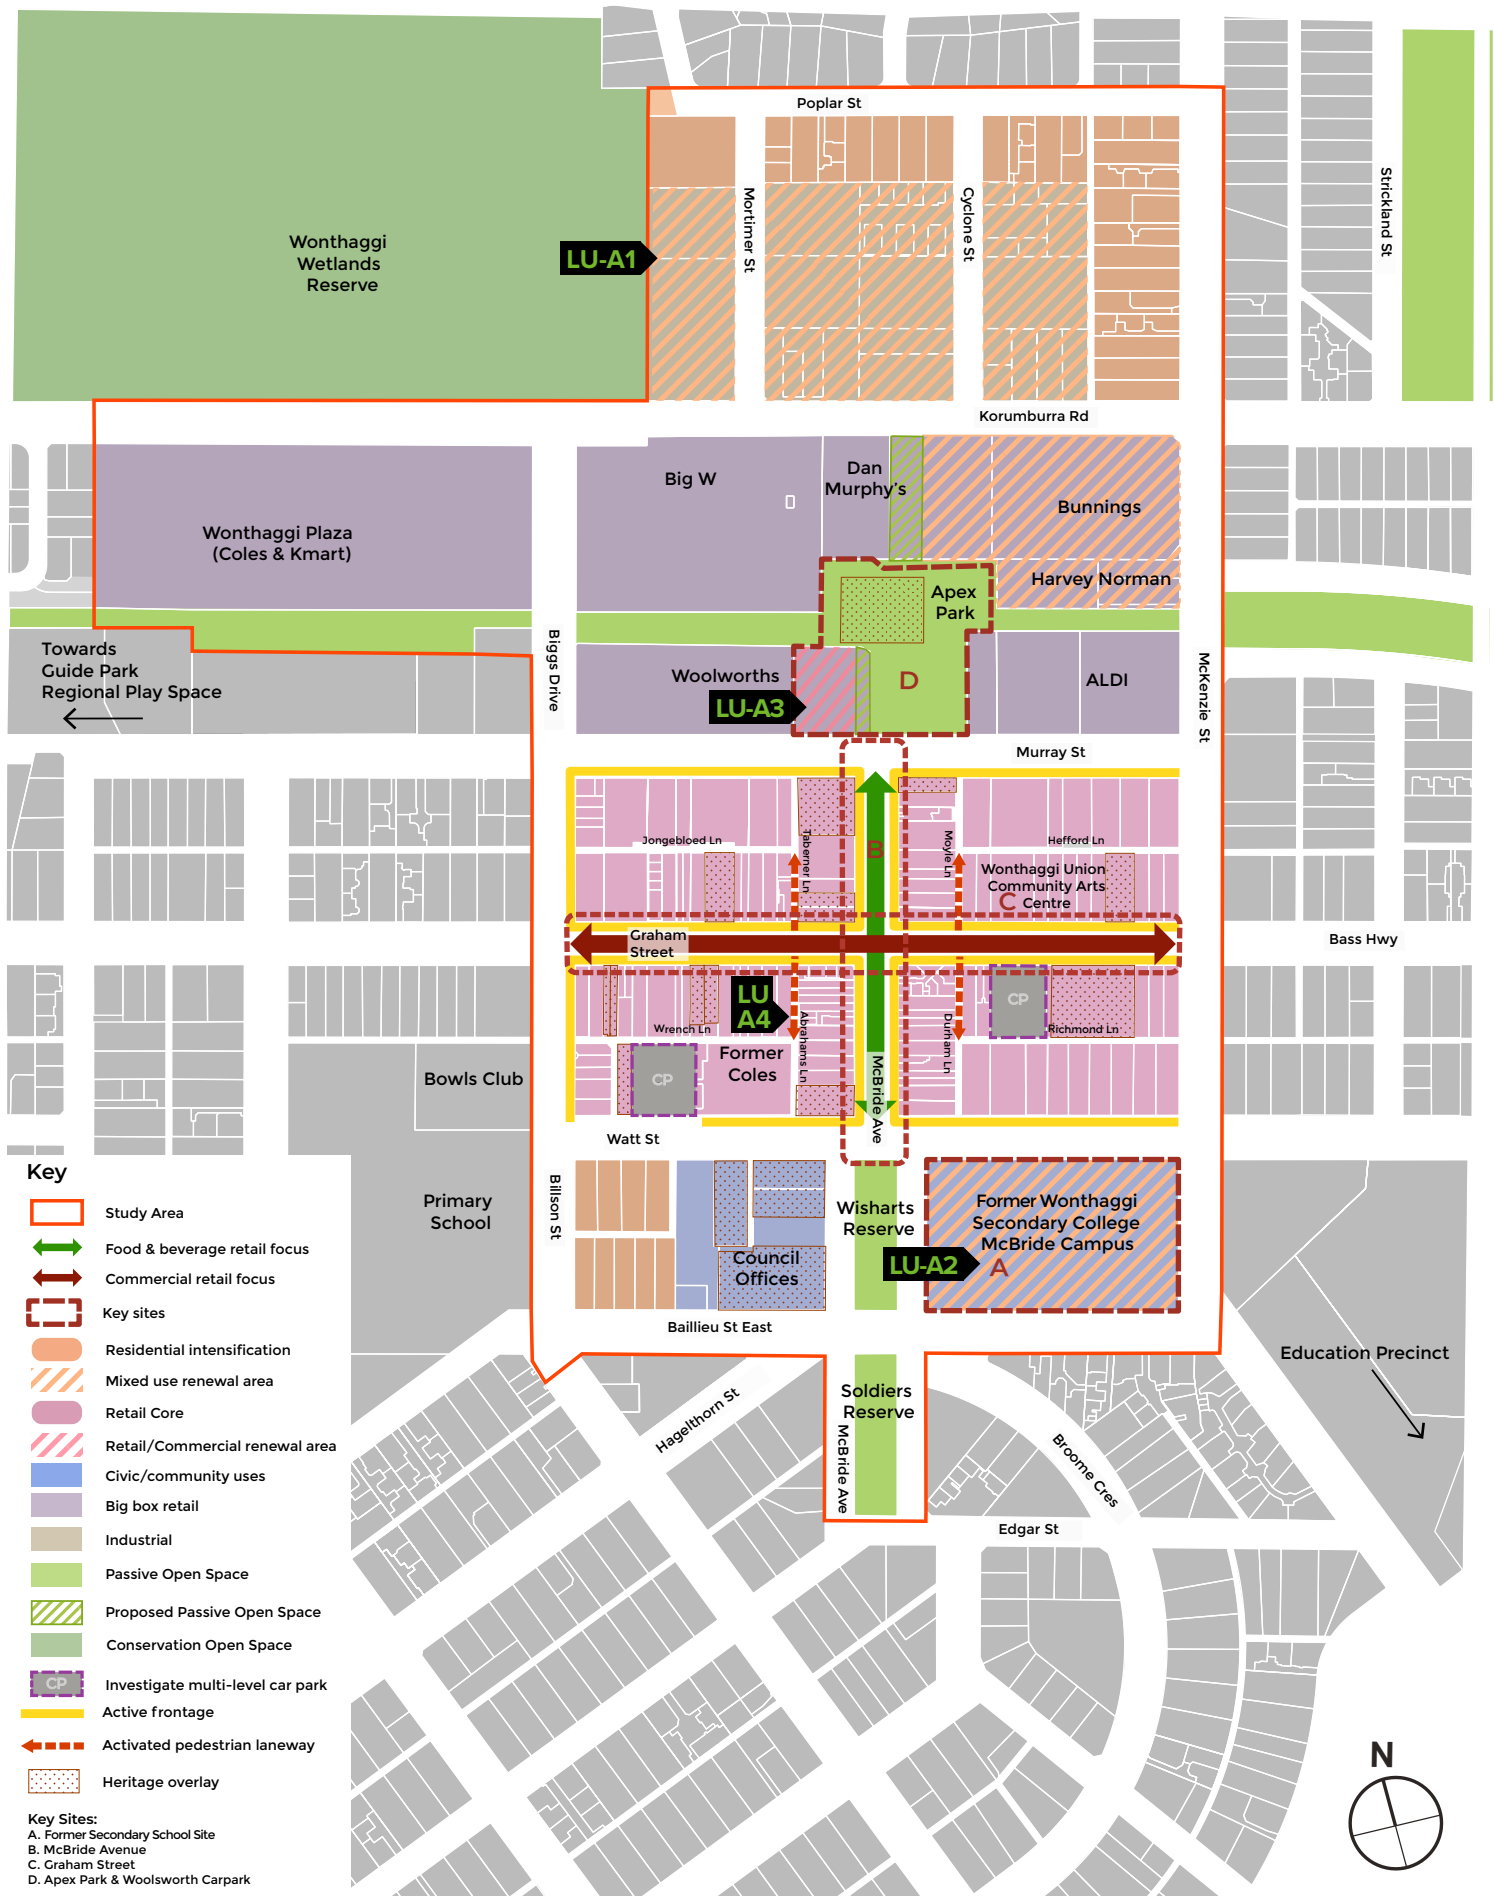 Poplar St
Wonthaggi
Wetlands
Reserve
LU-A1
Mortimer St
Cyclone St
Strickland St
Korumburra Rd
Big W
Dan
Murphy's
Bunnings
Wonthaggi Plaza
(Coles & Kmart)
Harvey Norman
Apex
Park
Towards
Guide Park
Regional Play Space
Biggs Drive
Woolworths
LU-A3
D
ALDI
McKenzie St
Murray St
Jongebloed Ln
Taberner Ln
B
Moyle Ln
Hefford Ln
Wonthaggi Union
Community Arts
Centre
C
Graham
Street
Bass Hwy
LU
A4
CP
Wrench Ln
Abrahams Ln
Durham Ln
Richmond Ln
Former
Coles
CP
Bowls Club
McBride Ave
Watt St
Primary
School
Billson St
Council
Offices
Wisharts
Reserve
LU-A2
Former Wonthaggi
Secondary College
McBride Campus
A
Baillieu St East
Education Precinct
Soldiers
Reserve
McBride Ave
Hagelthorn St
Broome Cres
Edgar St
N
Key
Study Area
Food & beverage retail focus
Commercial retail focus
Key sites
Residential intensification
Mixed use renewal area
Retail Core
Retail/Commercial renewal area
Civic/community uses
Big box retail
Industrial
Passive Open Space
Proposed Passive Open Space
Conservation Open Space
CP
Investigate multi-level car park
Active frontage
Activated pedestrian laneway
Heritage overlay
Key Sites:
A. Former Secondary School Site
B. McBride Avenue
C. Graham Street
D. Apex Park & Woolsworth Carpark